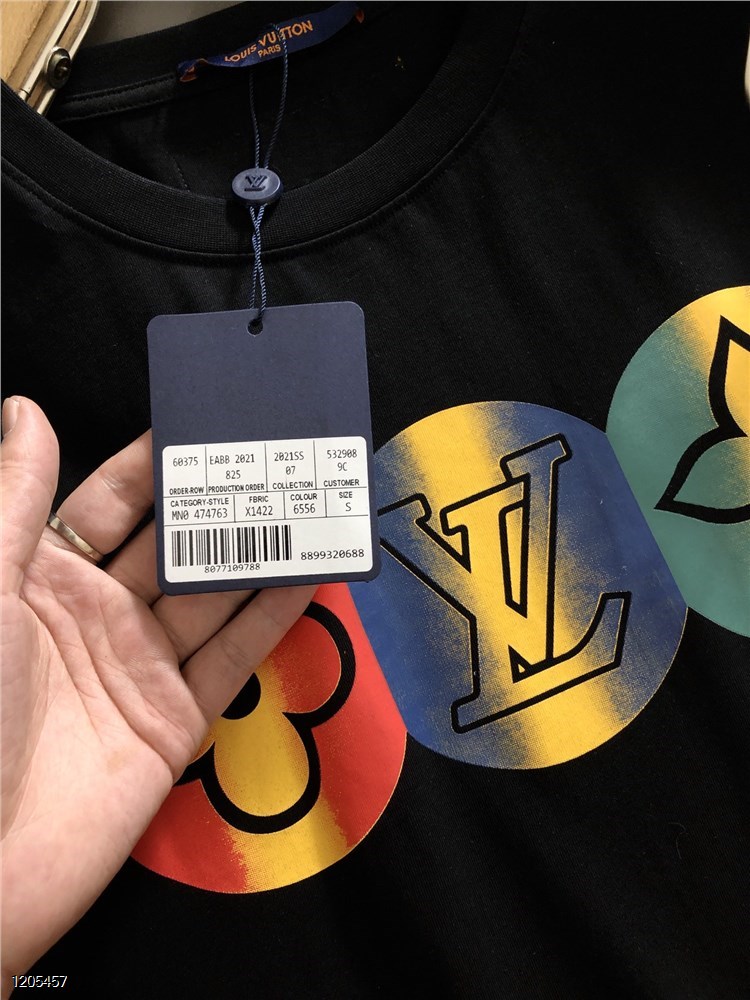 LOUIS VUITTON
PARIS
60375 EABB 2021 2021SS 532908
825 07 9C
ORDER-ROW PRODUCTION ORDER COLLECTION CUSTOMER
CATEGORY-STYLE FBRIC COLOUR SIZE
MN0 474763 X1422 6556 S
8899320688
8077109788
LV
1205457